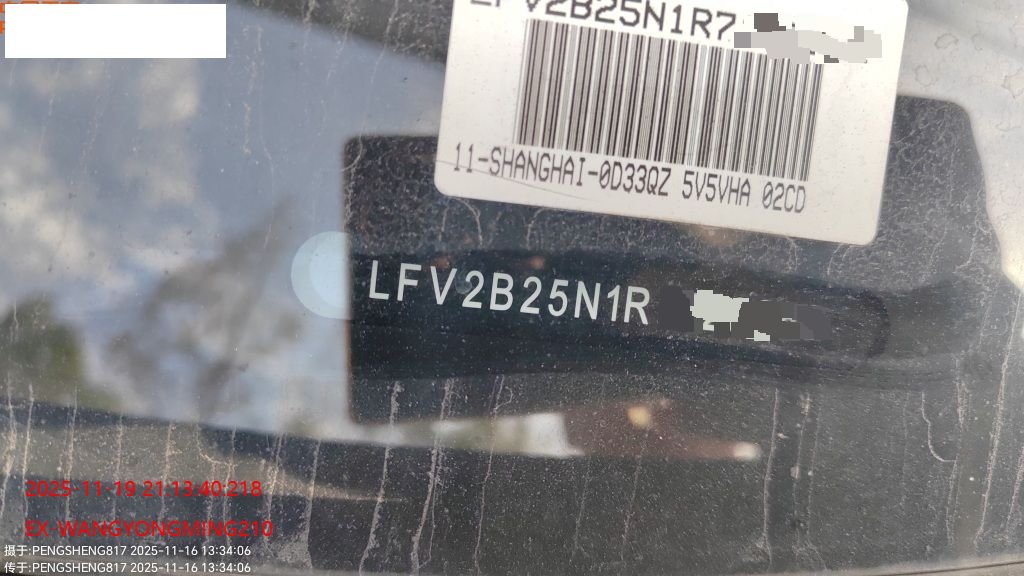 LFV2B25N1R7
11-SHANGHAI-0D33QZ 5V5VHA 02CD
LFV2B25N1R
2025-11-19 21:13:40:218
EX-WANGYONGMING210
摄于:PENGSHENG817 2025-11-16 13:34:06
传于:PENGSHENG817 2025-11-16 13:34:06